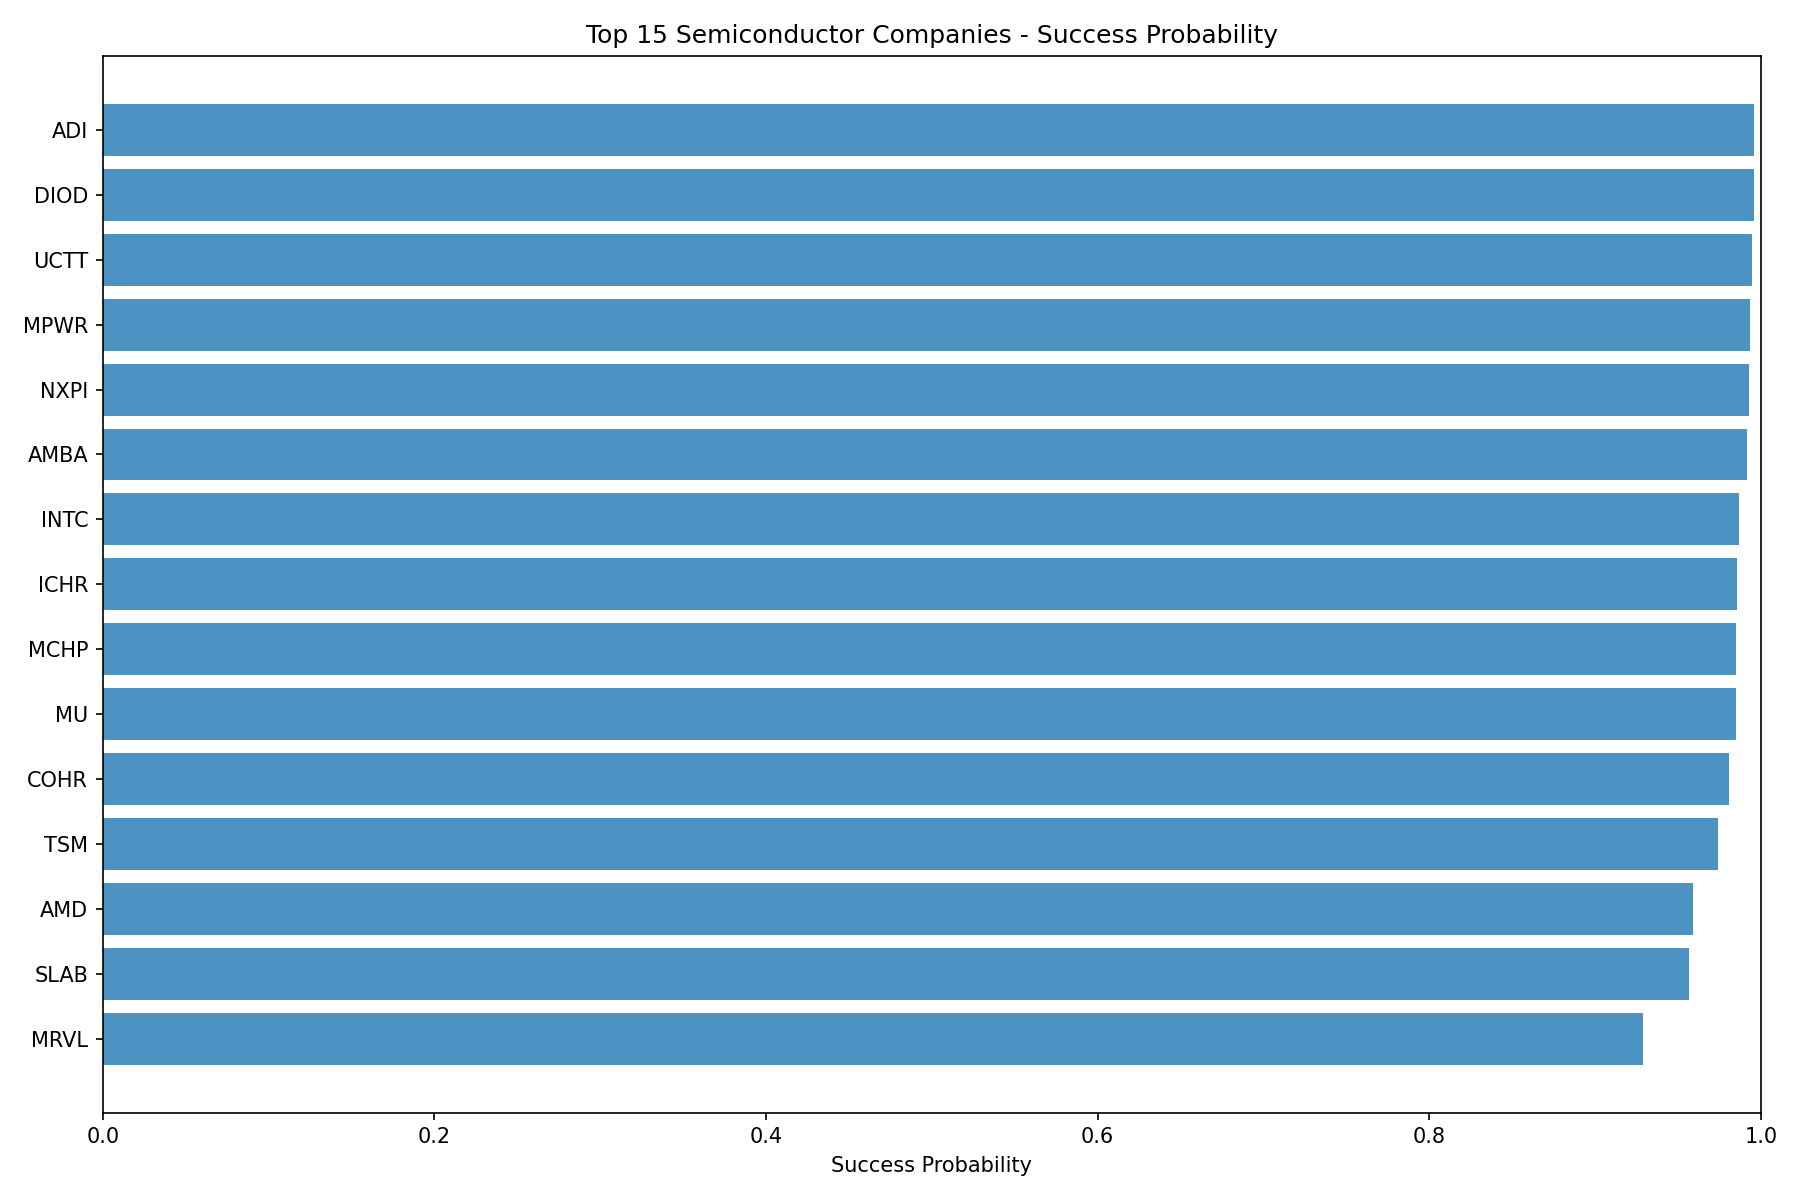 Top 15 Semiconductor Companies - Success Probability
ADI
DIOD
UCTT
MPWR
NXPI
AMBA
INTC
ICHR
MCHP
MU
COHR
TSM
AMD
SLAB
MRVL
0.0 0.2 0.4 0.6 0.8 1.0
Success Probability